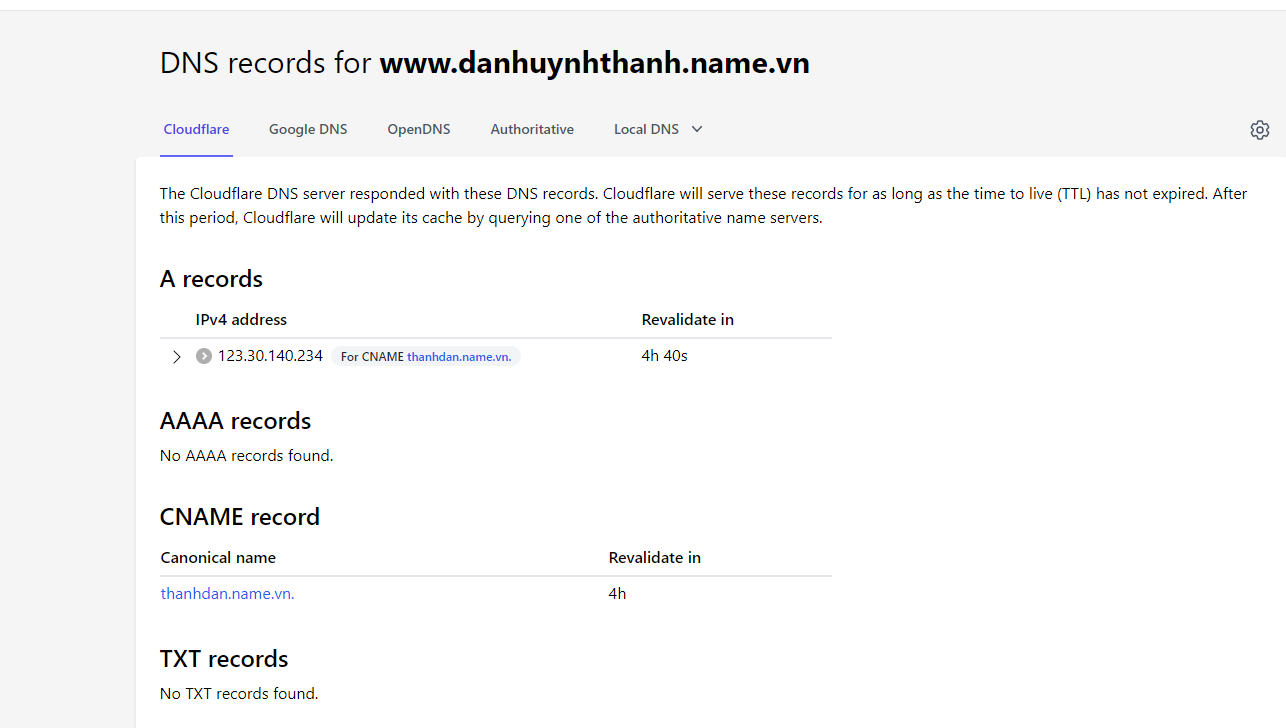 DNS records for www.danhuynhthanh.name.vn
Cloudflare Google DNS OpenDNS Authoritative Local DNS
The Cloudflare DNS server responded with these DNS records. Cloudflare will serve these records for as long as the time to live (TTL) has not expired. After
this period, Cloudflare will update its cache by querying one of the authoritative name servers.
A records
IPv4 address Revalidate in
123.30.140.234 For CNAME thanhdan.name.vn. 4h 40s
AAAA records
No AAAA records found.
CNAME record
Canonical name Revalidate in
thanhdan.name.vn. 4h
TXT records
No TXT records found.